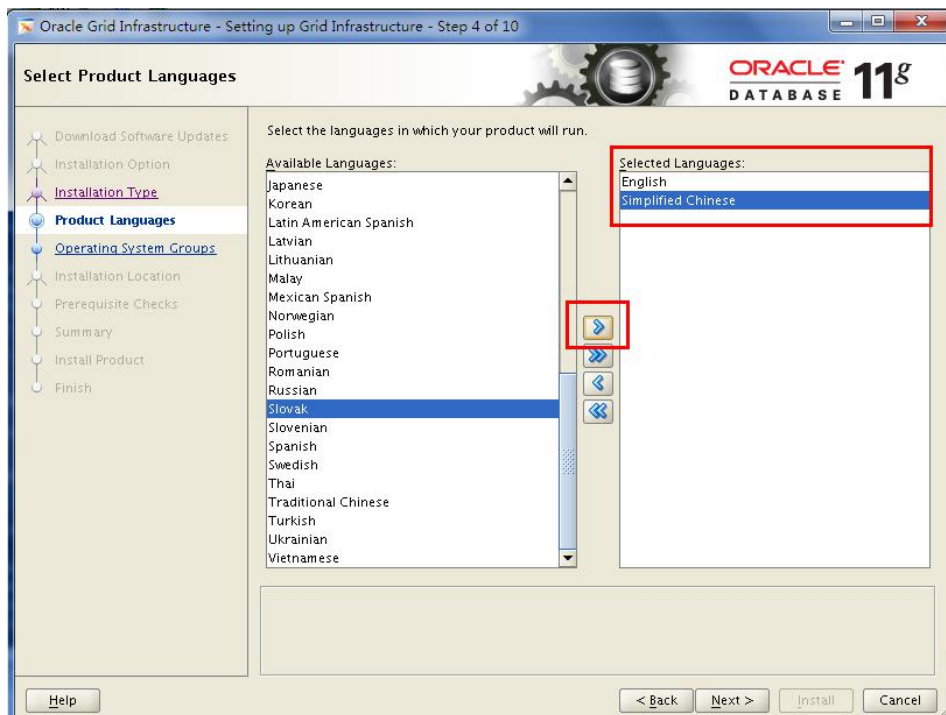 Oracle Grid Infrastructure - Setting up Grid Infrastructure - Step 4 of 10
Select Product Languages
ORACLE
DATABASE
11g
Download Software Updates
Installation Option
Installation Type
Product Languages
Operating System Groups
Installation Location
Prerequisite Checks
Summary
Install Product
Finish
Select the languages in which your product will run.
Available Languages:
Japanese
Korean
Latin American Spanish
Latvian
Lithuanian
Malay
Mexican Spanish
Norwegian
Polish
Portuguese
Romanian
Russian
Slovak
Slovenian
Spanish
Swedish
Thai
Traditional Chinese
Turkish
Ukrainian
Vietnamese
Selected Languages:
English
Simplified Chinese
Help
< Back
Next >
Install
Cancel